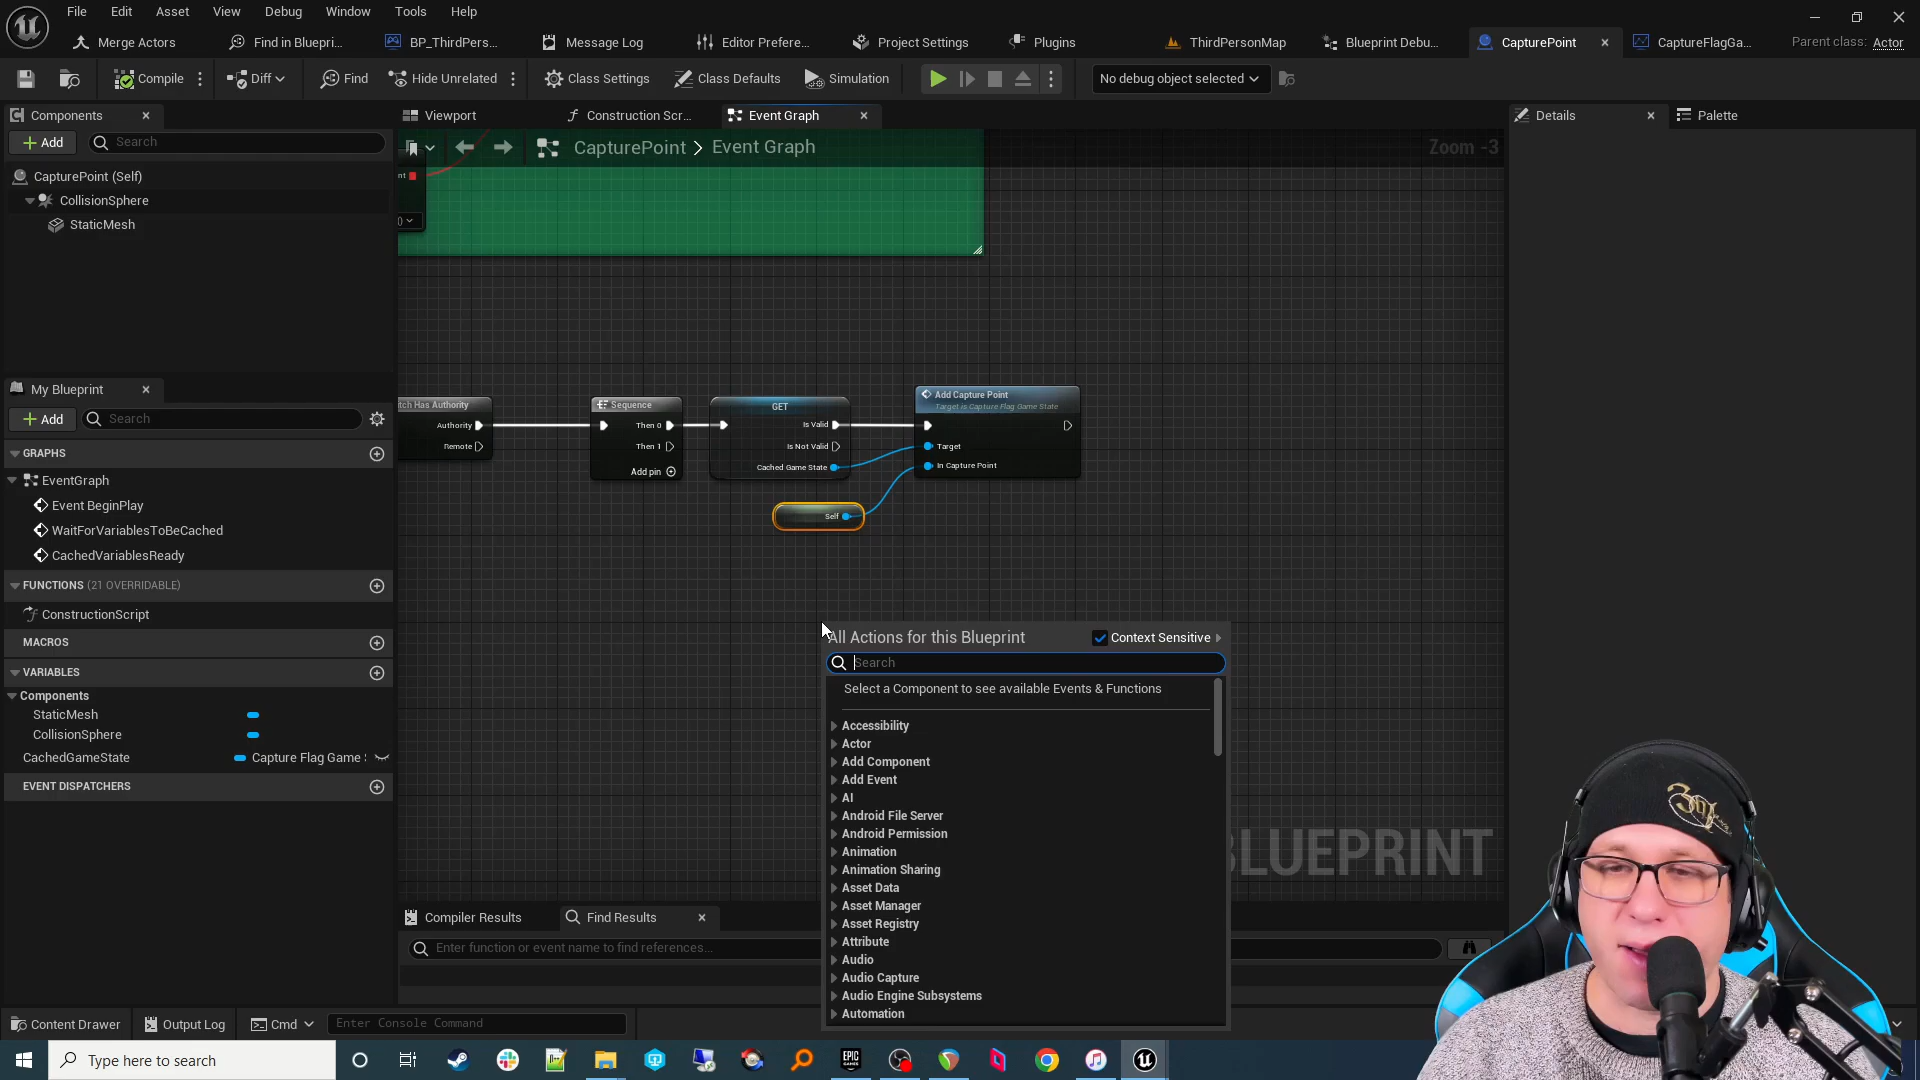 File Edit Asset View Debug Window Tools Help
Merge Actors Find in Bluepri... BP_ThirdPers... Message Log Editor Prefere... Project Settings Plugins ThirdPersonMap Blueprint Debu... CapturePoint CaptureFlagGa... Parent class: Actor
Compile Diff Find Hide Unrelated Class Settings Class Defaults Simulation No debug object selected
Components Viewport Construction Scr... Event Graph Details Palette
Add Search
CapturePoint > Event Graph Zoom -3
CapturePoint (Self)
CollisionSphere
StaticMesh
nt
My Blueprint
Add Search
GRAPHS
EventGraph
Event BeginPlay
WaitForVariablesToBeCached
CachedVariablesReady
FUNCTIONS (21 OVERRIDABLE)
ConstructionScript
MACROS
VARIABLES
Components
StaticMesh
CollisionSphere
CachedGameState Capture Flag Game
EVENT DISPATCHERS
tch Has Authority
Authority
Remote
Sequence
Then 0
Then 1
Add pin
GET
Is Valid
Is Not Valid
Cached Game State
Add Capture Point
Target is Capture Flag Game State
Target
In Capture Point
Self
All Actions for this Blueprint Context Sensitive
Search
Select a Component to see available Events & Functions
Accessibility
Actor
Add Component
Add Event
AI
Android File Server
Android Permission
Animation
Animation Sharing
Asset Data
Asset Manager
Asset Registry
Attribute
Audio
Audio Capture
Audio Engine Subsystems
Automation
BLUEPRINT
Compiler Results Find Results
Enter function or event name to find references...
Content Drawer Output Log Cmd Enter Console Command
Type here to search
EPIC
GAMES